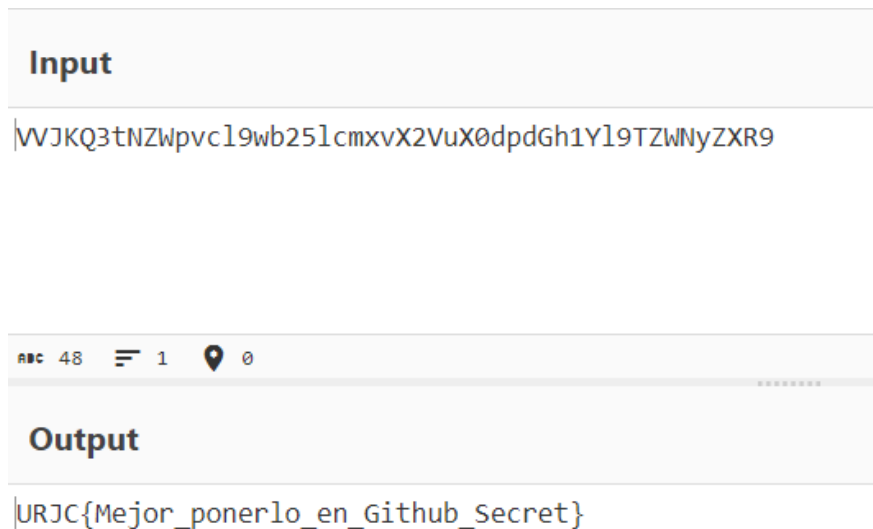 Input
VVJKQ3tNZWpvcl9wb25lcmxvX2VuX0dpdGh1Yl9TZWNyZXR9
ABC 48 1 0
Output
URJC{Mejor_ponerlo_en_Github_Secret}